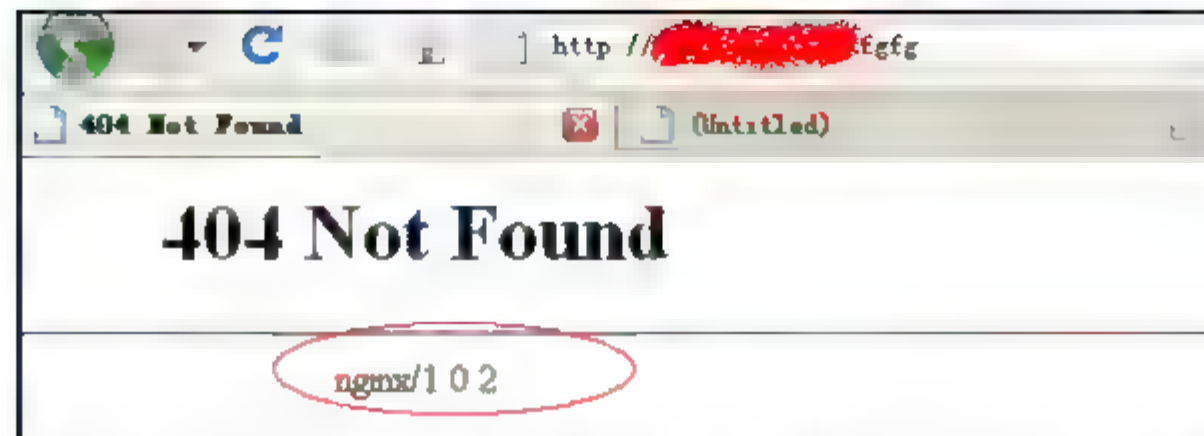 http //fgfg
404 Not Found
(Untitled)
404 Not Found
nginx/1 0 2